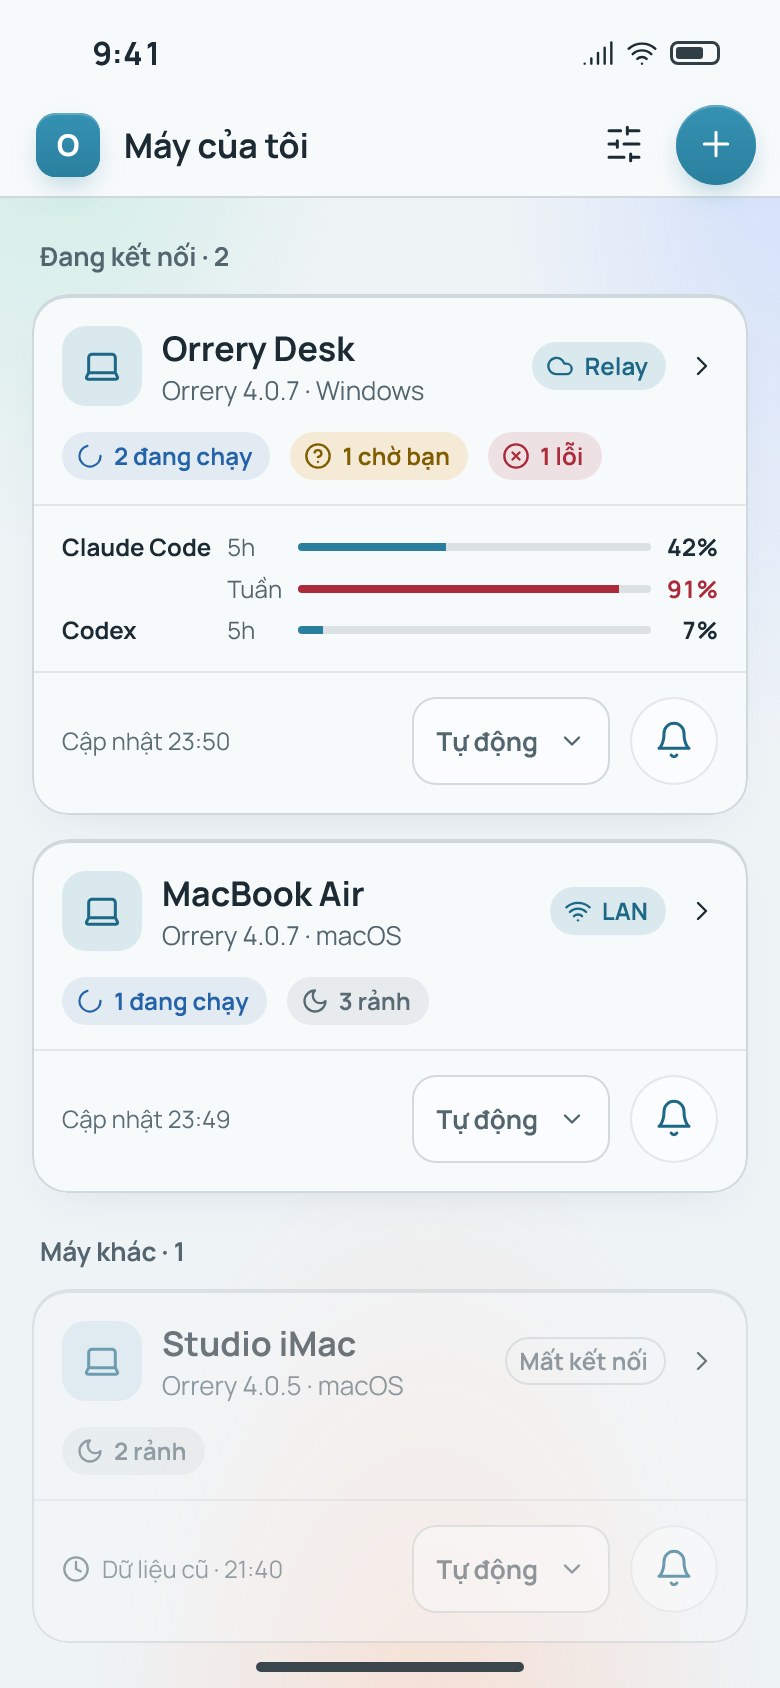 9:41
O Máy của tôi
Đang kết nối · 2
Orrery Desk
Orrery 4.0.7 · Windows
Relay
2 đang chạy
1 chờ bạn
1 lỗi
Claude Code 5h 42%
Tuần 91%
Codex 5h 7%
Cập nhật 23:50
Tự động
MacBook Air
Orrery 4.0.7 · macOS
LAN
1 đang chạy
3 rảnh
Cập nhật 23:49
Tự động
Máy khác · 1
Studio iMac
Orrery 4.0.5 · macOS
Mất kết nối
2 rảnh
Dữ liệu cũ · 21:40
Tự động